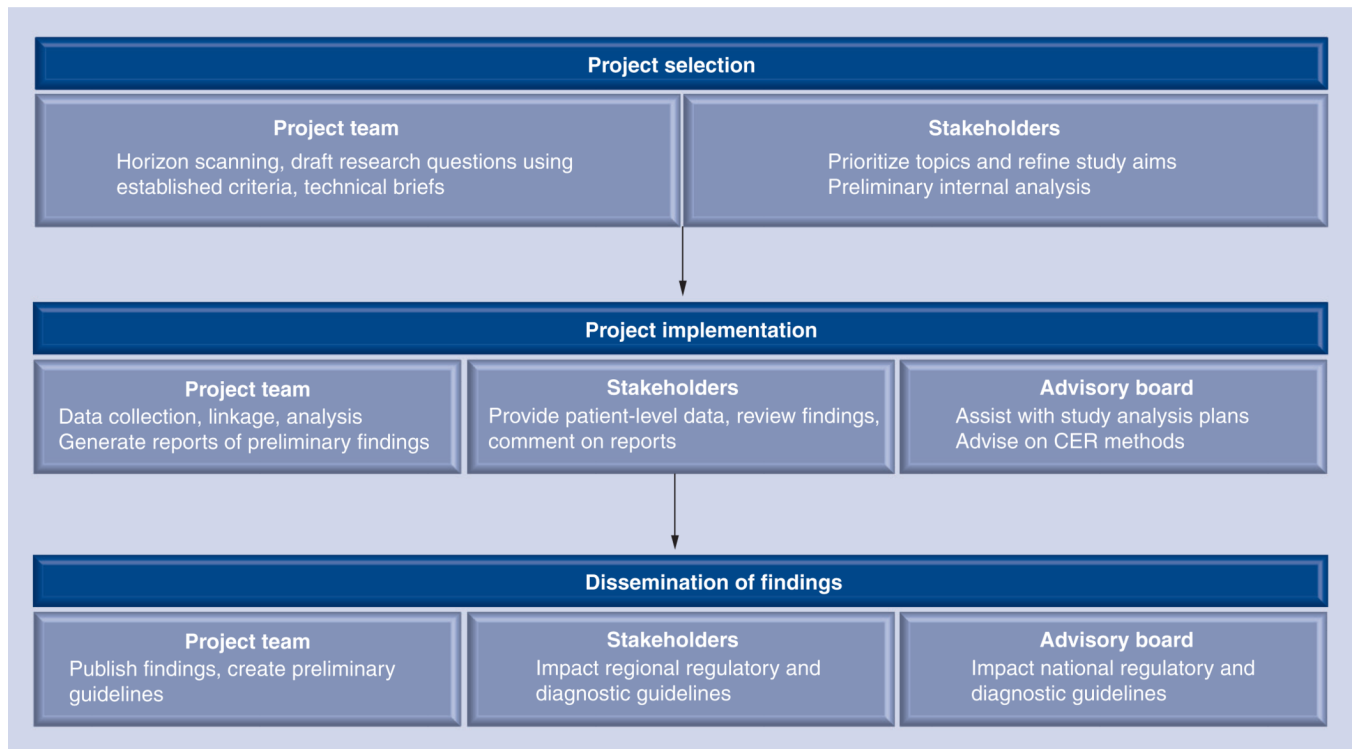 Project selection
Project team
Horizon scanning, draft research questions using
established criteria, technical briefs
Stakeholders
Prioritize topics and refine study aims
Preliminary internal analysis
Project implementation
Project team
Data collection, linkage, analysis
Generate reports of preliminary findings
Stakeholders
Provide patient-level data, review findings,
comment on reports
Advisory board
Assist with study analysis plans
Advise on CER methods
Dissemination of findings
Project team
Publish findings, create preliminary
guidelines
Stakeholders
Impact regional regulatory and
diagnostic guidelines
Advisory board
Impact national regulatory and
diagnostic guidelines